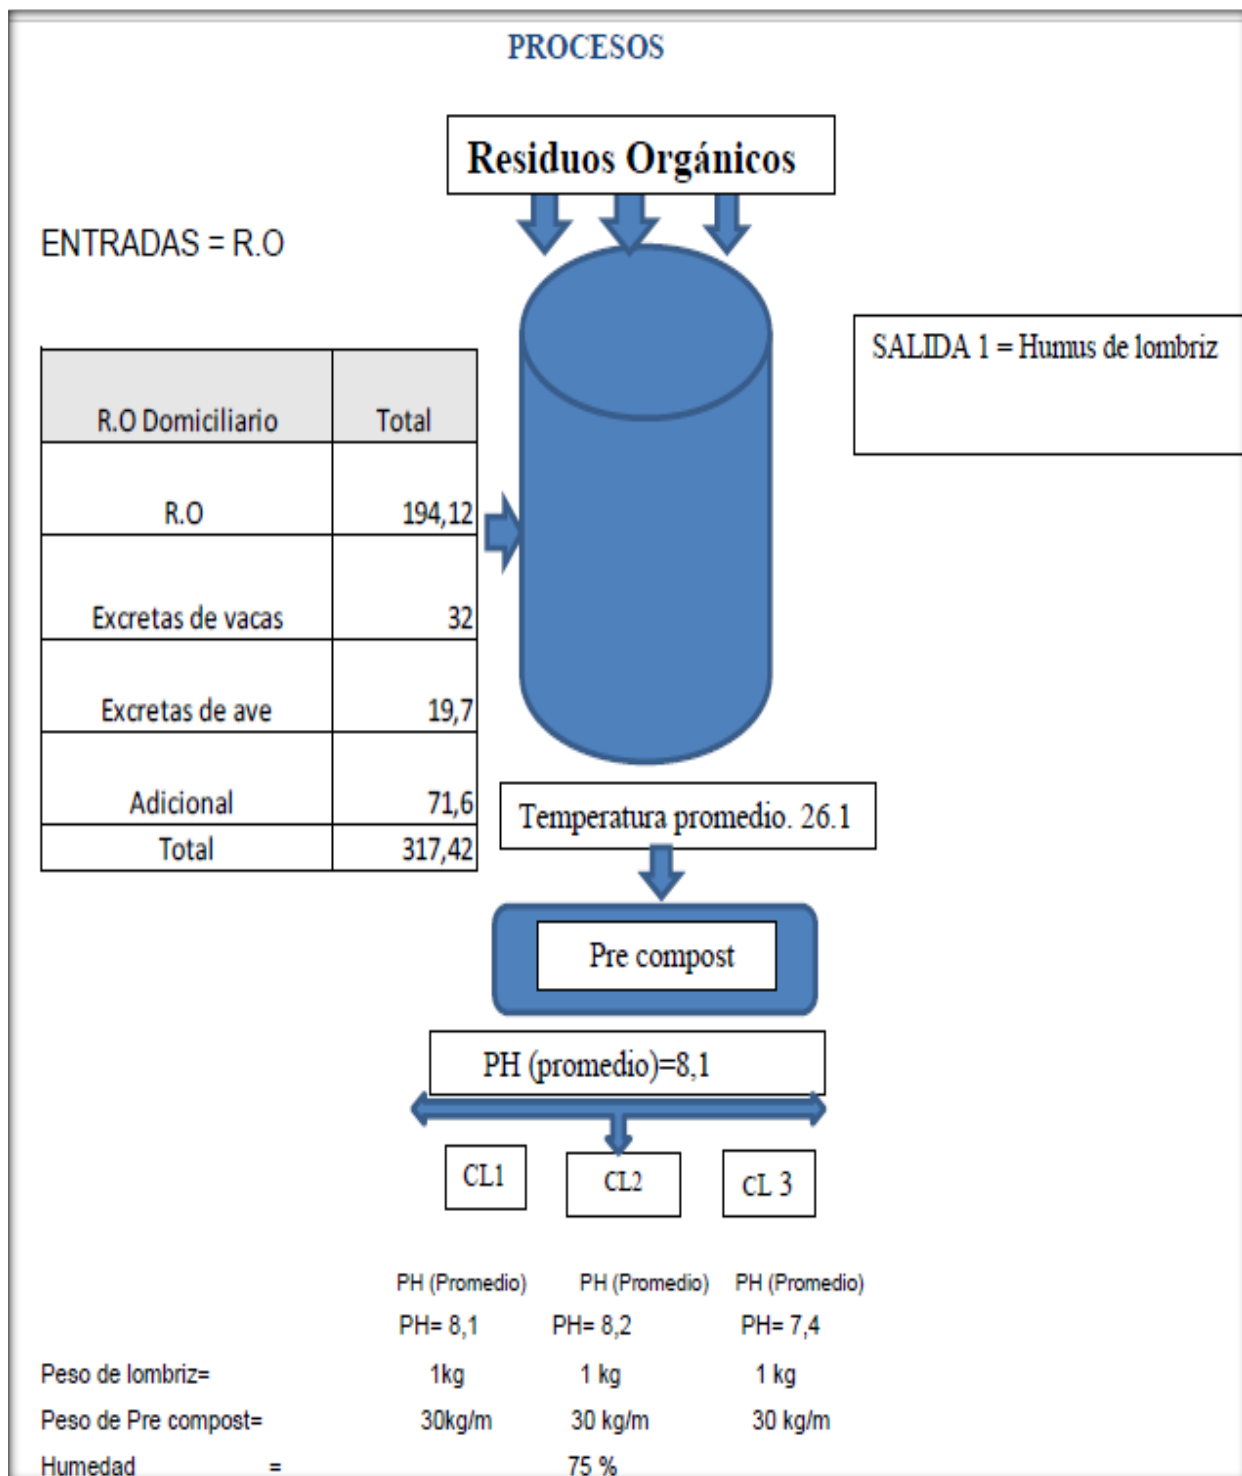 PROCESOS
Residuos Orgánicos
ENTRADAS = R.O
SALIDA 1 = Humus de lombriz
R.O Domiciliario Total
R.O 194,12
Excretas de vacas 32
Excretas de ave 19,7
Adicional 71,6
Total 317,42
Temperatura promedio. 26.1
Pre compost
PH (promedio)=8,1
CL1 CL2 CL 3
PH (Promedio) PH (Promedio) PH (Promedio)
PH= 8,1 PH= 8,2 PH= 7,4
Peso de lombriz= 1kg 1 kg 1 kg
Peso de Pre compost= 30kg/m 30 kg/m 30 kg/m
Humedad = 75 %